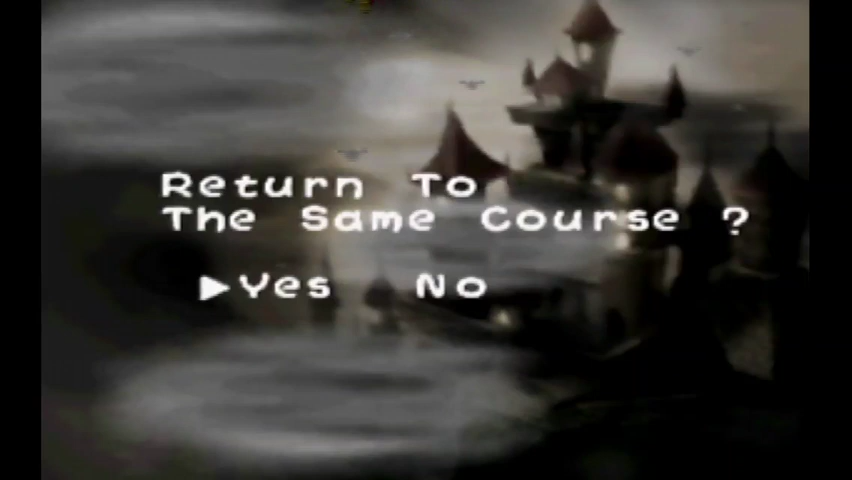 Return To
The Same Course ?
▶Yes No